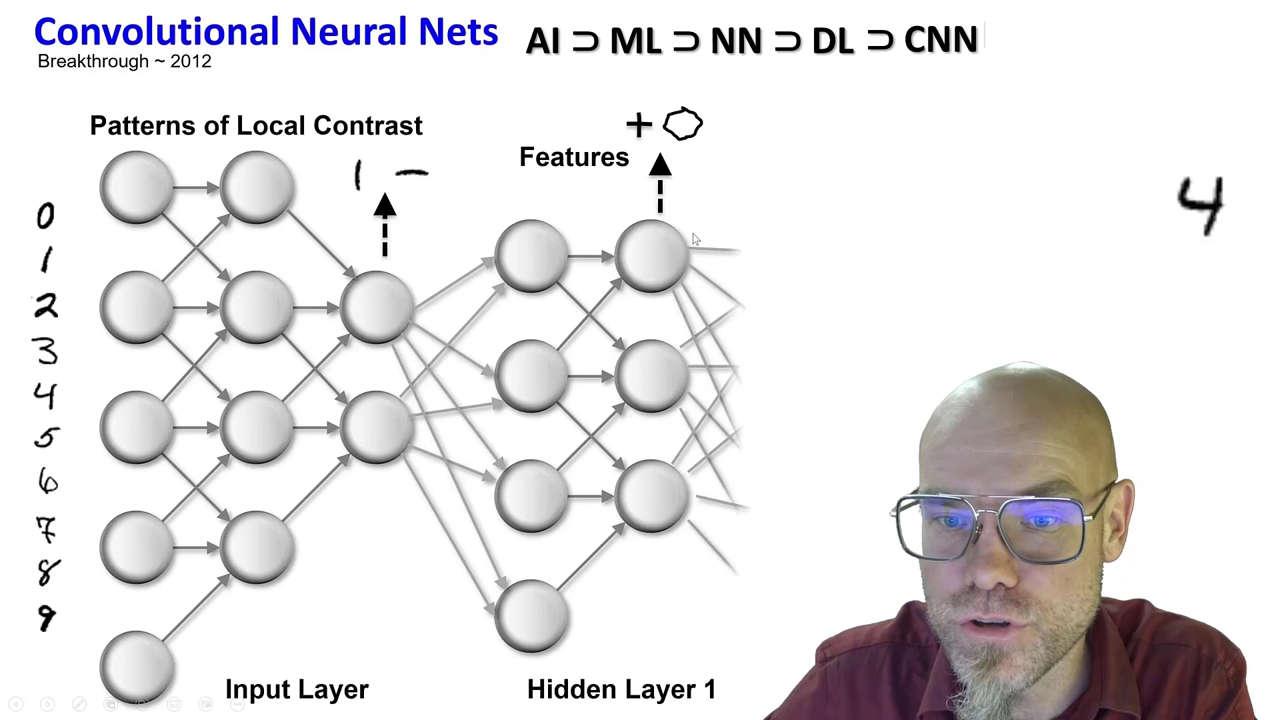 Convolutional Neural Nets
AI ⊃ ML ⊃ NN ⊃ DL ⊃ CNN
Breakthrough ~ 2012
Patterns of Local Contrast
Features
0
1
2
3
4
5
6
7
8
9
4
Input Layer
Hidden Layer 1